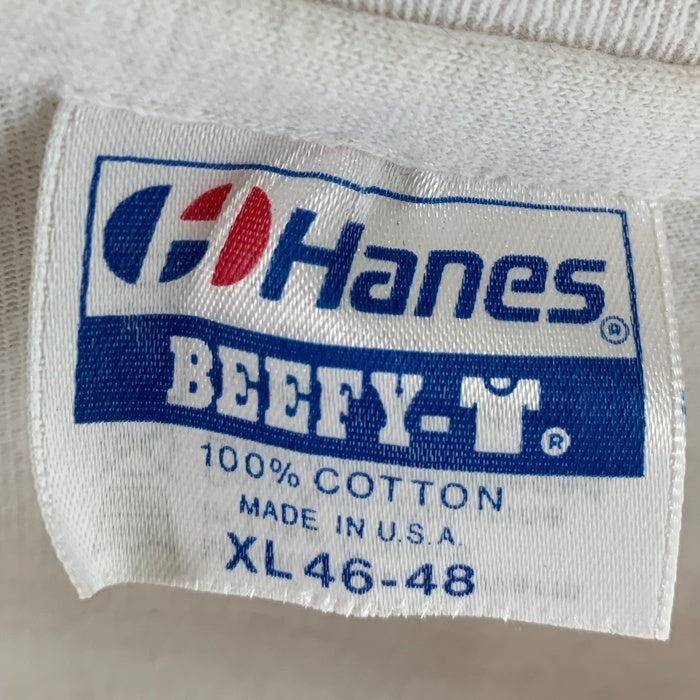 Hanes®
BEEFY-T®
100% COTTON
MADE IN U.S.A.
XL 46-48